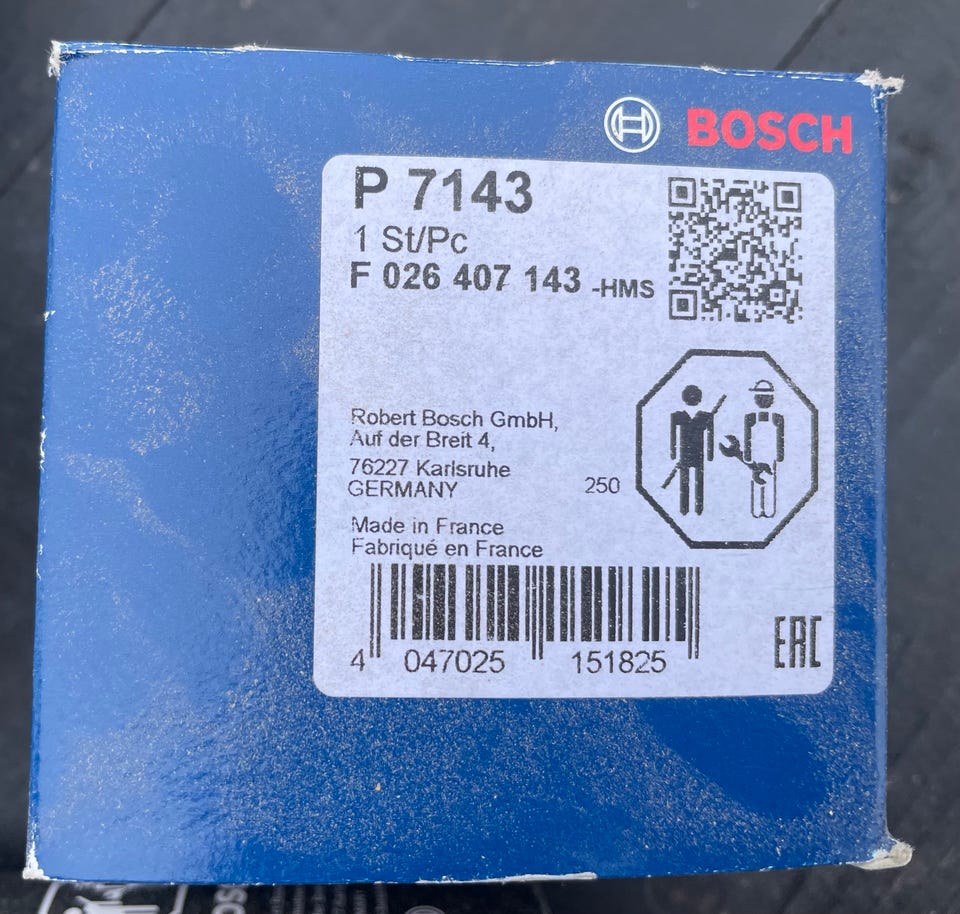 BOSCH
P 7143
1 St/Pc
F 026 407 143 -HMS
Robert Bosch GmbH,
Auf der Breit 4,
76227 Karlsruhe
GERMANY
250
Made in France
Fabriqué en France
4 047025 151825
EAC